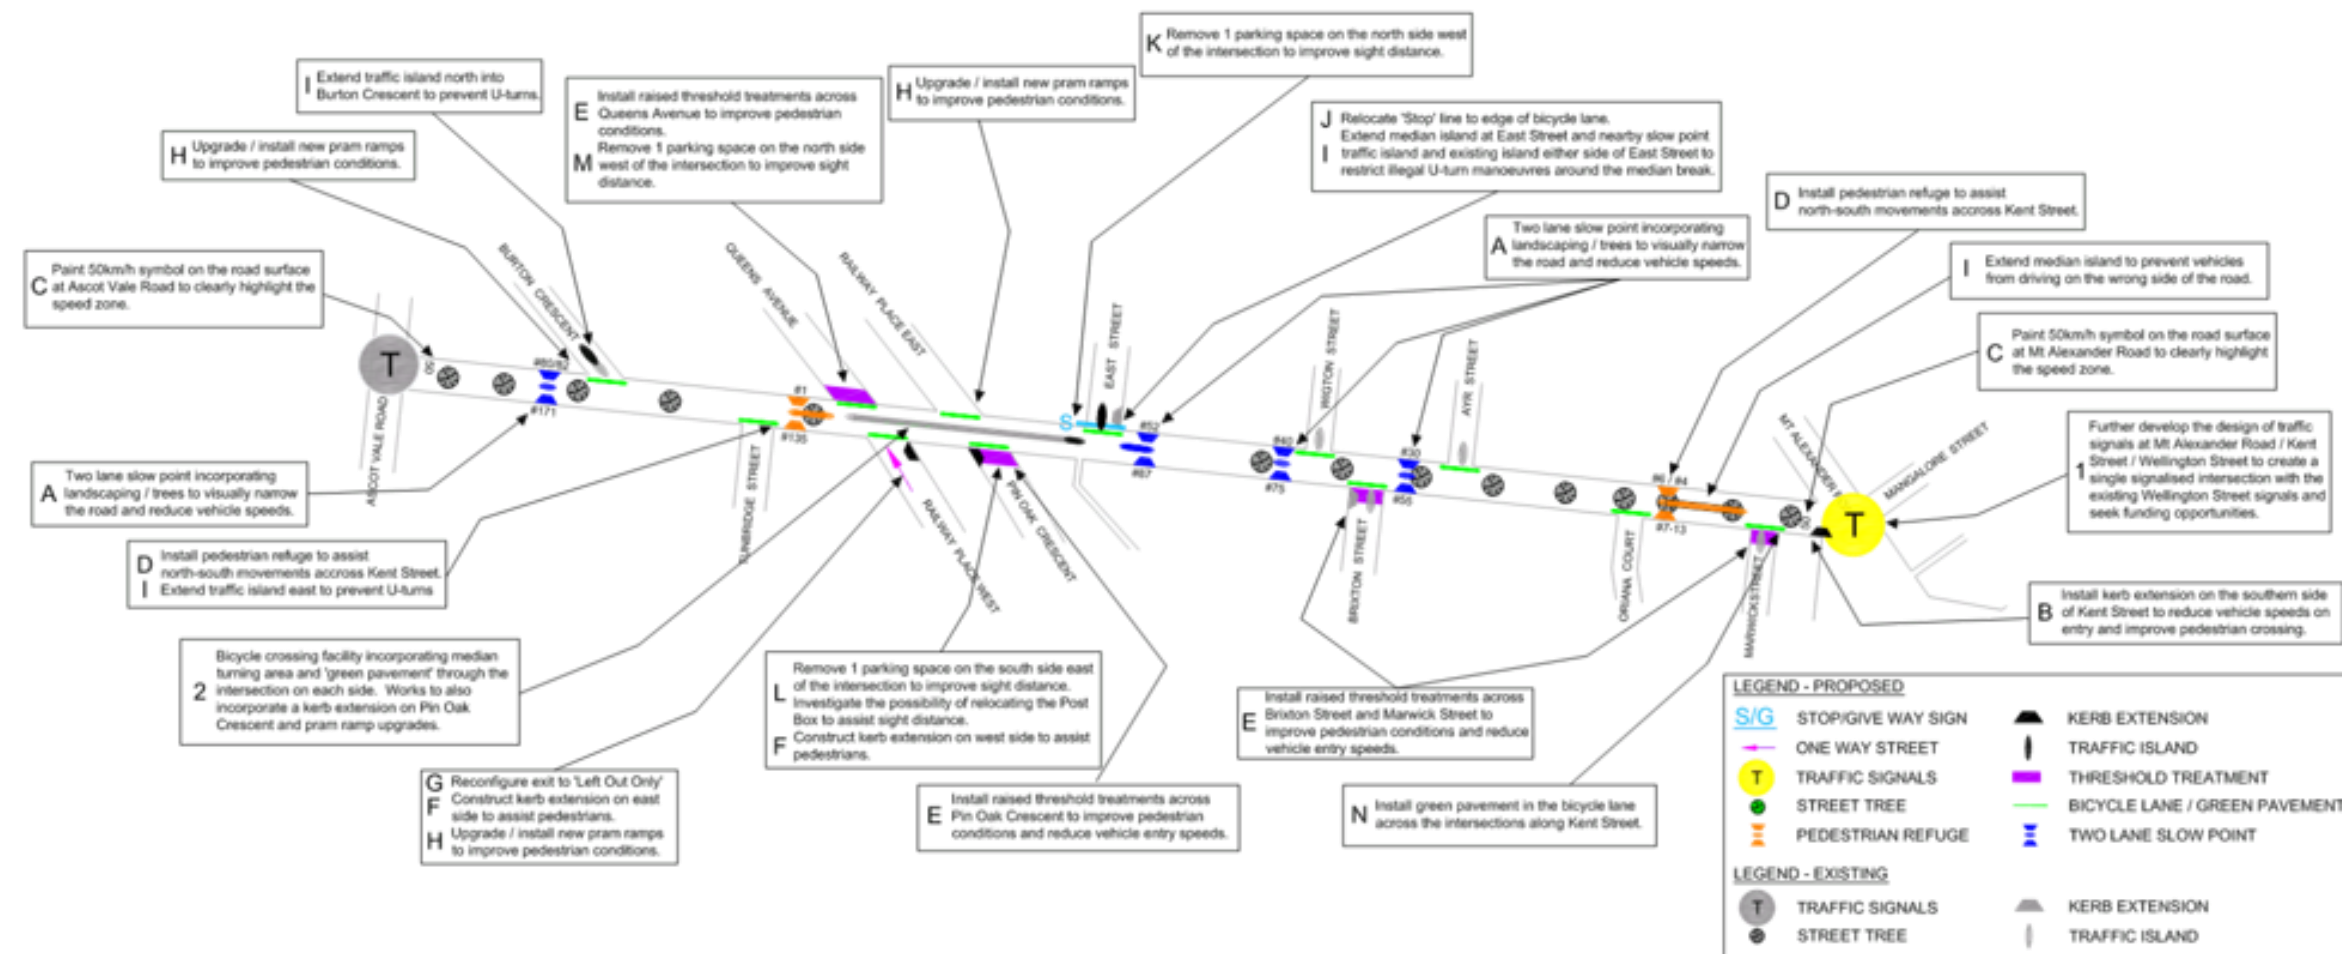 K Remove 1 parking space on the north side west
of the intersection to improve sight distance.
I Extend traffic island north into
Burton Crescent to prevent U-turns.
E Install raised threshold treatments across
Queens Avenue to improve pedestrian
conditions.
M Remove 1 parking space on the north side
west of the intersection to improve sight
distance.
H Upgrade / install new pram ramps
to improve pedestrian conditions.
J Relocate 'Stop' line to edge of bicycle lane.
I Extend median island at East Street and nearby slow point
traffic island and existing island either side of East Street to
restrict illegal U-turn manoeuvres around the median break.
H Upgrade / install new pram ramps
to improve pedestrian conditions.
D Install pedestrian refuge to assist
north-south movements accross Kent Street.
A Two lane slow point incorporating
landscaping / trees to visually narrow
the road and reduce vehicle speeds.
C Paint 50km/h symbol on the road surface
at Ascot Vale Road to clearly highlight the
speed zone.
I Extend median island to prevent vehicles
from driving on the wrong side of the road.
C Paint 50km/h symbol on the road surface
at Mt Alexander Road to clearly highlight
the speed zone.
BURTON CRESCENT
QUEENS AVENUE
RAILWAY PLACE EAST
EAST STREET
WIGTON STREET
AYR STREET
MT ALEXANDER
MANGALORE STREET
T
50
#80/82
#171
#1
#135
S
#52
#67
#40
#75
#30
#55
#6 #4
#7-13
T
ASCOT VALE ROAD
STREET
RAILWAY PLACE WEST
PIN OAK CRESCENT
BRIXTON STREET
ORIANA COURT
MARWICK STREET
1 Further develop the design of traffic
signals at Mt Alexander Road / Kent
Street / Wellington Street to create a
single signalised intersection with the
existing Wellington Street signals and
seek funding opportunities.
A Two lane slow point incorporating
landscaping / trees to visually narrow
the road and reduce vehicle speeds.
D Install pedestrian refuge to assist
north-south movements accross Kent Street.
I Extend traffic island east to prevent U-turns
B Install kerb extension on the southern side
of Kent Street to reduce vehicle speeds on
entry and improve pedestrian crossing.
2 Bicycle crossing facility incorporating median
turning area and 'green pavement' through the
intersection on each side. Works to also
incorporate a kerb extension on Pin Oak
Crescent and pram ramp upgrades.
L Remove 1 parking space on the south side east
of the intersection to improve sight distance.
Investigate the possibility of relocating the Post
Box to assist sight distance.
F Construct kerb extension on west side to assist
pedestrians.
E Install raised threshold treatments across
Brixton Street and Marwick Street to
improve pedestrian conditions and reduce
vehicle entry speeds.
G Reconfigure exit to 'Left Out Only'
F Construct kerb extension on east
side to assist pedestrians.
H Upgrade / install new pram ramps
to improve pedestrian conditions.
E Install raised threshold treatments across
Pin Oak Crescent to improve pedestrian
conditions and reduce vehicle entry speeds.
N Install green pavement in the bicycle lane
across the intersections along Kent Street.
LEGEND - PROPOSED
S/G STOP/GIVE WAY SIGN
KERB EXTENSION
ONE WAY STREET
TRAFFIC ISLAND
T TRAFFIC SIGNALS
THRESHOLD TREATMENT
STREET TREE
BICYCLE LANE / GREEN PAVEMENT
PEDESTRIAN REFUGE
TWO LANE SLOW POINT
LEGEND - EXISTING
T TRAFFIC SIGNALS
KERB EXTENSION
STREET TREE
TRAFFIC ISLAND